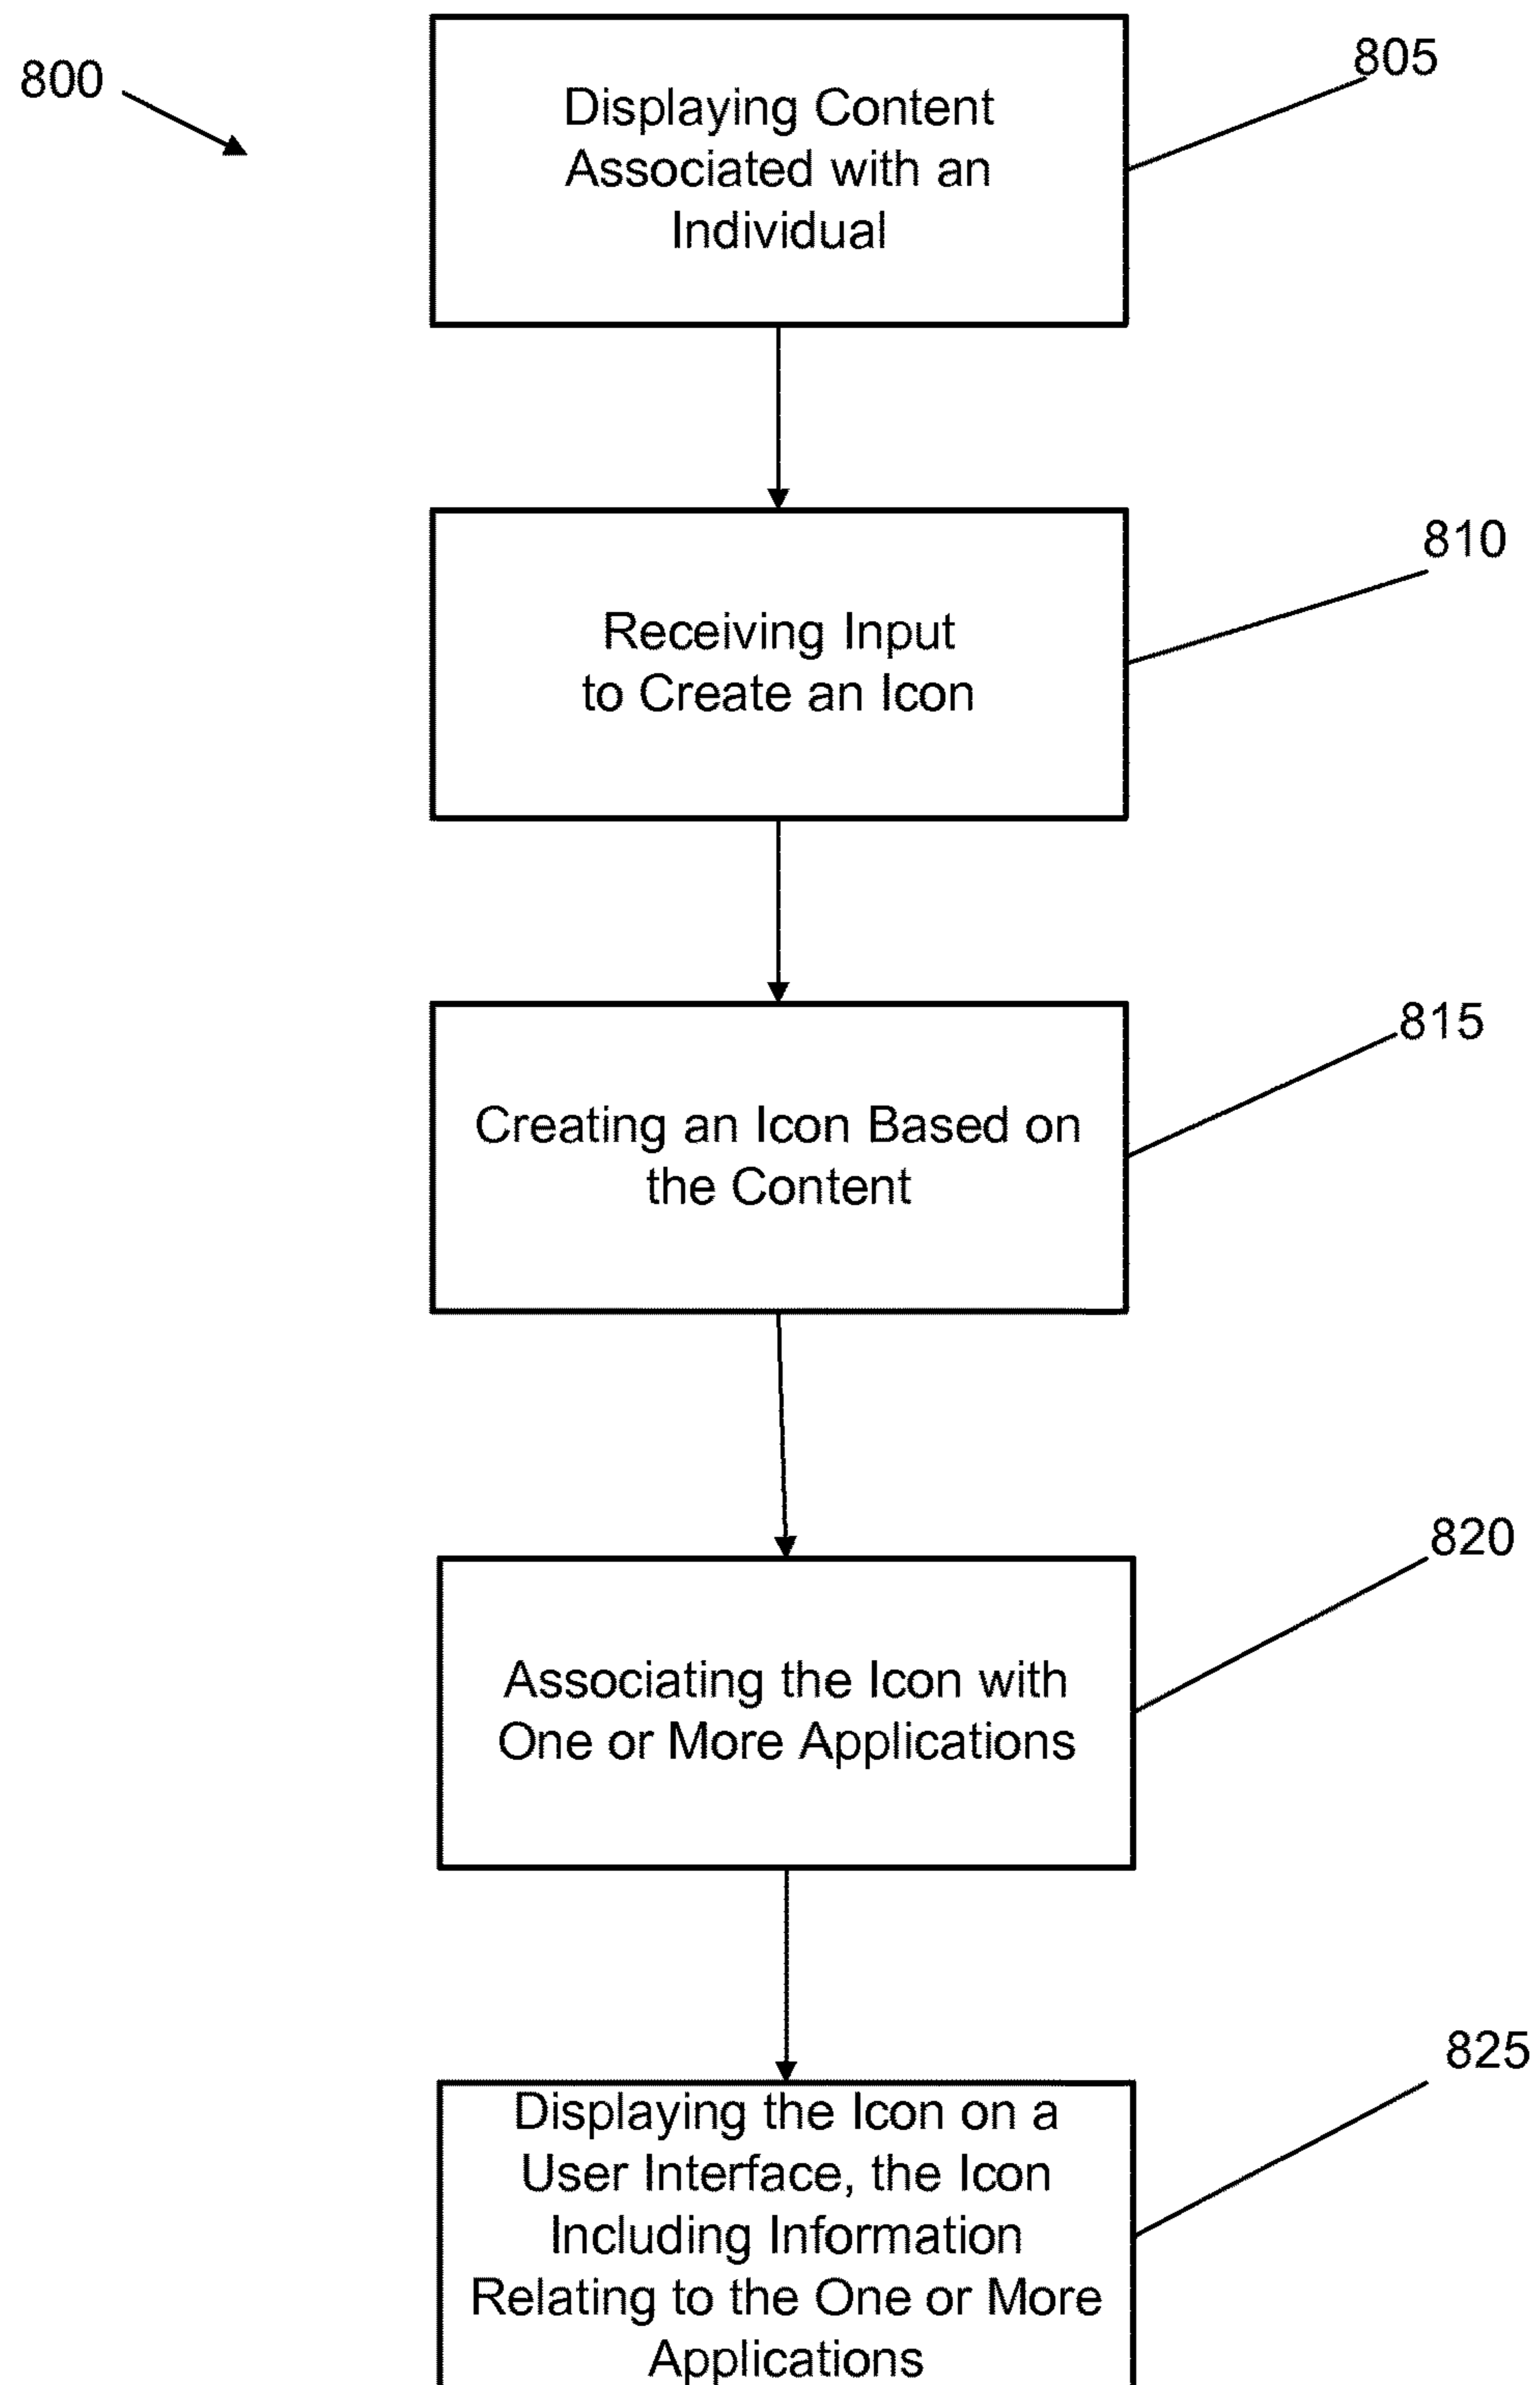 800
805
Displaying Content
Associated with an
Individual
810
Receiving Input
to Create an Icon
815
Creating an Icon Based on
the Content
820
Associating the Icon with
One or More Applications
825
Displaying the Icon on a
User Interface, the Icon
Including Information
Relating to the One or More
Applications